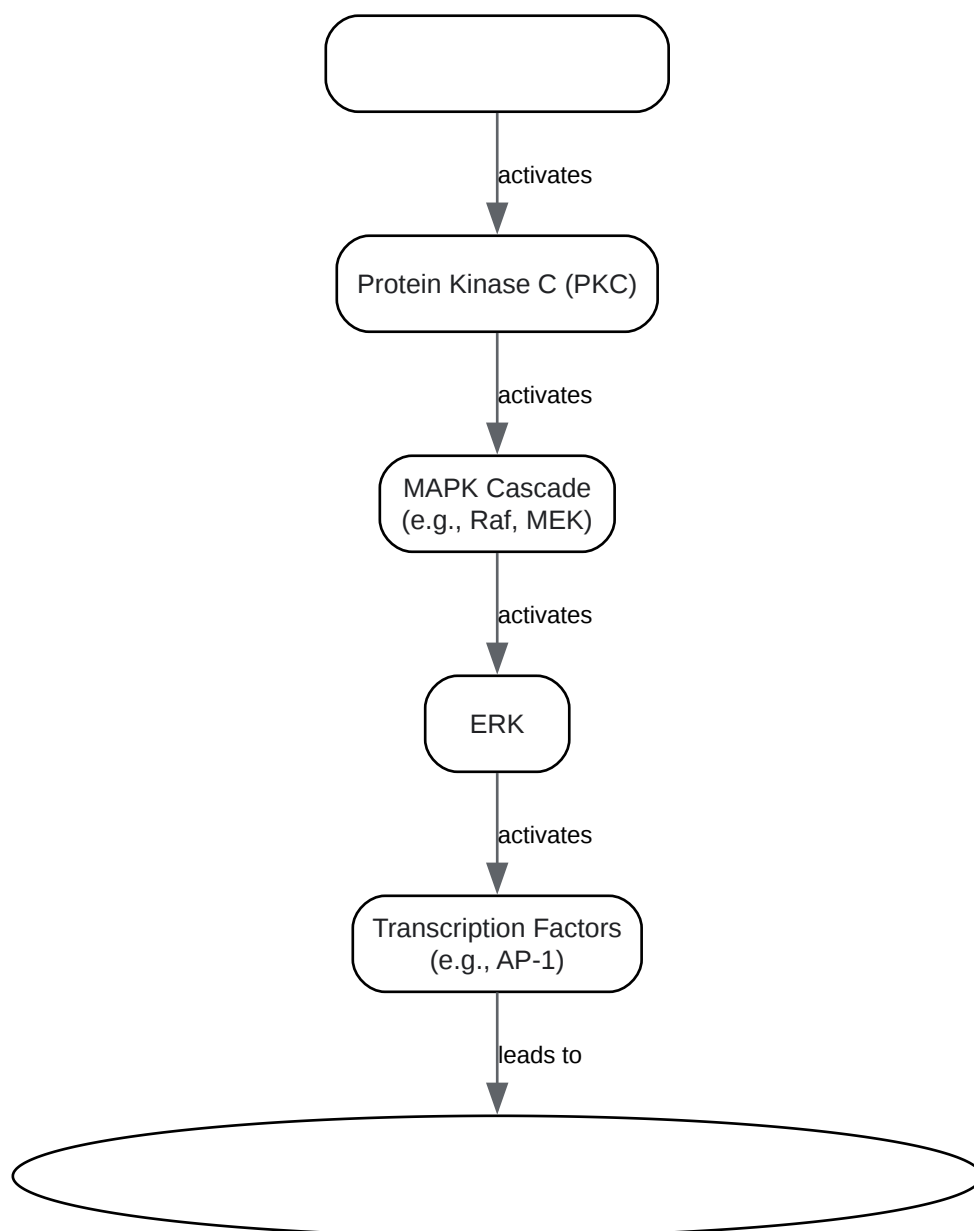 activates
Protein Kinase C (PKC)
activates
MAPK Cascade
(e.g., Raf, MEK)
activates
ERK
activates
Transcription Factors
(e.g., AP-1)
leads to